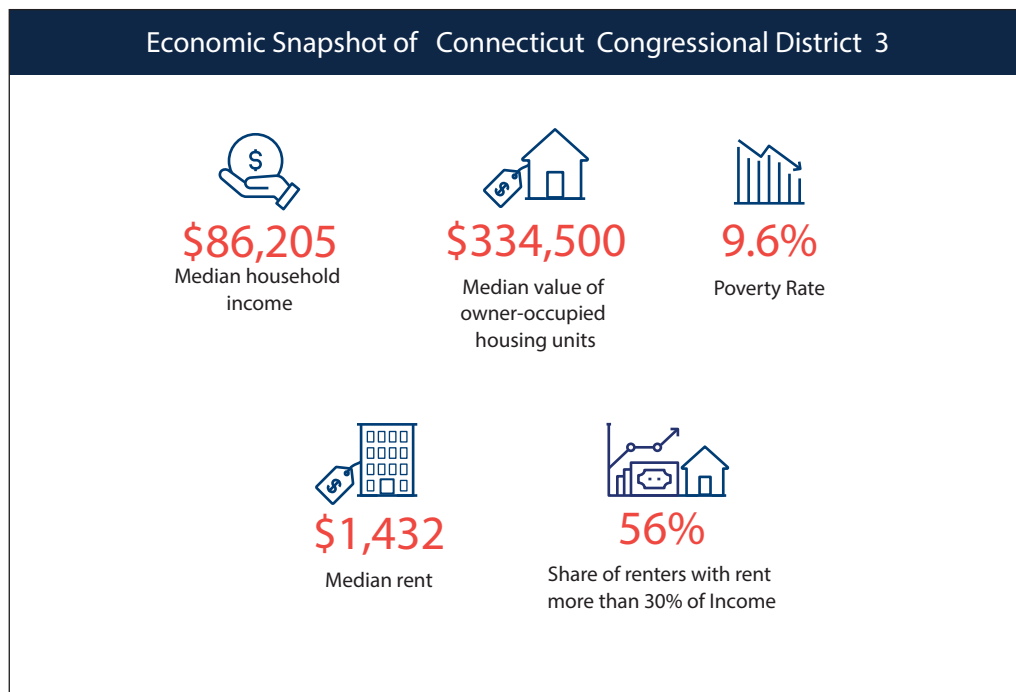 Economic Snapshot of Connecticut Congressional District 3
$
$
$86,205
Median household
income
$334,500
Median value of
owner-occupied
housing units
9.6%
Poverty Rate
$
$1,432
Median rent
56%
Share of renters with rent
more than 30% of Income